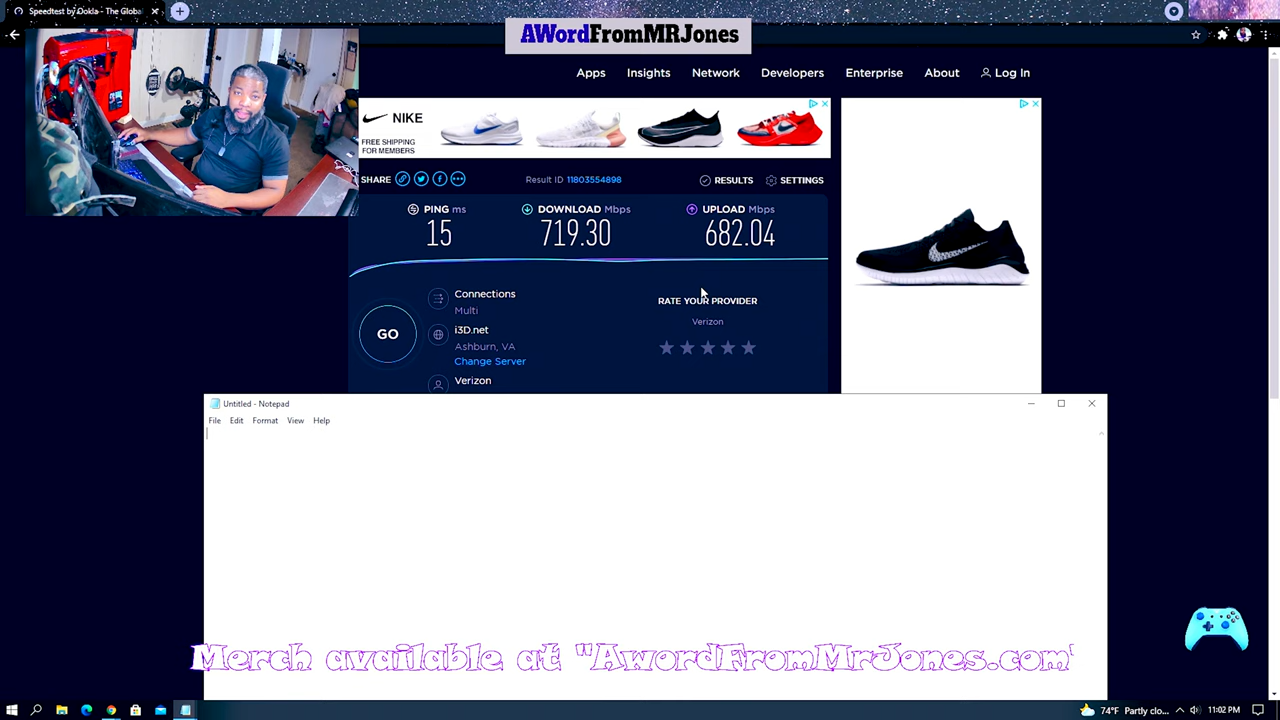 Speedtest by Ookla - The Globa
AWordFromMRJones
Apps Insights Network Developers Enterprise About Log In
NIKE
FREE SHIPPING
FOR MEMBERS
SHARE Result ID 11803554898 RESULTS SETTINGS
PING ms DOWNLOAD Mbps UPLOAD Mbps
15 719.30 682.04
Connections
Multi
RATE YOUR PROVIDER
Verizon
GO
i3D.net
Ashburn, VA
Change Server
Verizon
Untitled - Notepad
File Edit Format View Help
Merch available at "AwordFromMrJones.com"
74°F Partly clo... 11:02 PM